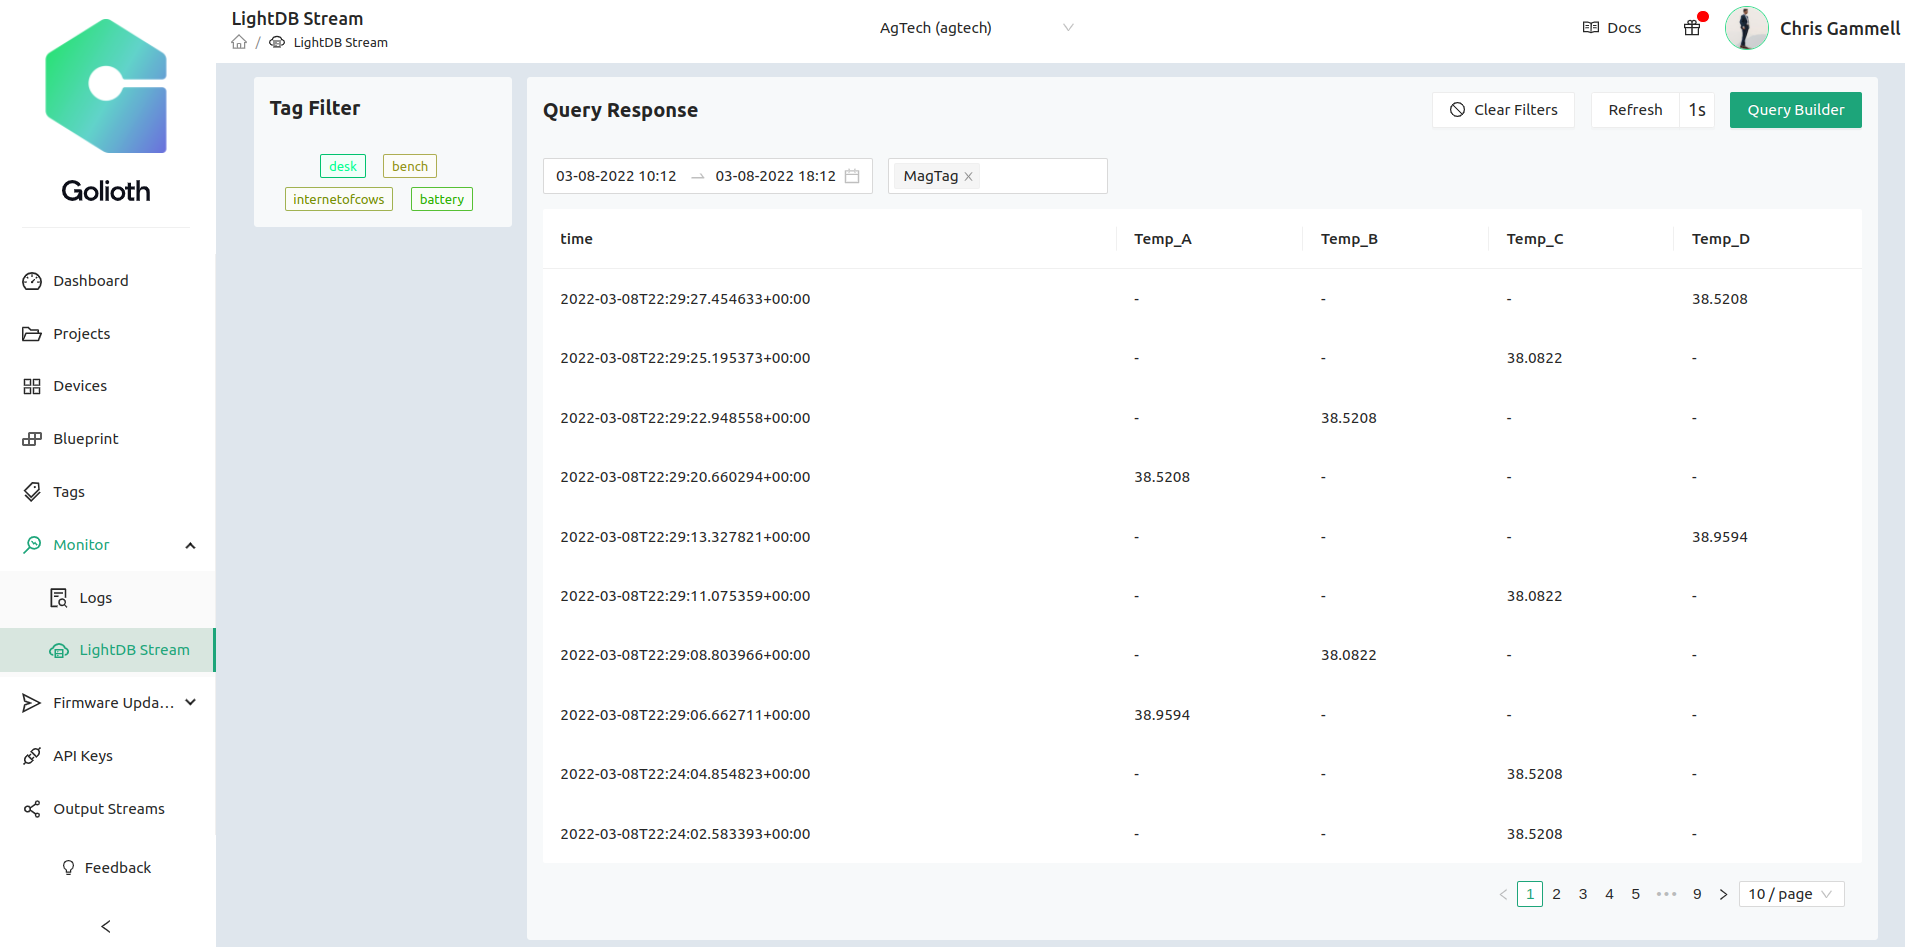 Golioth
Dashboard
Projects
Devices
Blueprint
Tags
Monitor
Logs
LightDB Stream
Firmware Upda...
API Keys
Output Streams
Feedback
LightDB Stream
/ LightDB Stream
AgTech (agtech)
Docs
Chris Gammell
Tag Filter
desk bench
internetofcows battery
Query Response
Clear Filters Refresh 1s Query Builder
03-08-2022 10:12 → 03-08-2022 18:12 MagTag ×
time Temp_A Temp_B Temp_C Temp_D
2022-03-08T22:29:27.454633+00:00 - - - 38.5208
2022-03-08T22:29:25.195373+00:00 - - 38.0822 -
2022-03-08T22:29:22.948558+00:00 - 38.5208 - -
2022-03-08T22:29:20.660294+00:00 38.5208 - - -
2022-03-08T22:29:13.327821+00:00 - - - 38.9594
2022-03-08T22:29:11.075359+00:00 - - 38.0822 -
2022-03-08T22:29:08.803966+00:00 - 38.0822 - -
2022-03-08T22:29:06.662711+00:00 38.9594 - - -
2022-03-08T22:24:04.854823+00:00 - - 38.5208 -
2022-03-08T22:24:02.583393+00:00 - - 38.5208 -
< 1 2 3 4 5 ••• 9 > 10 / page